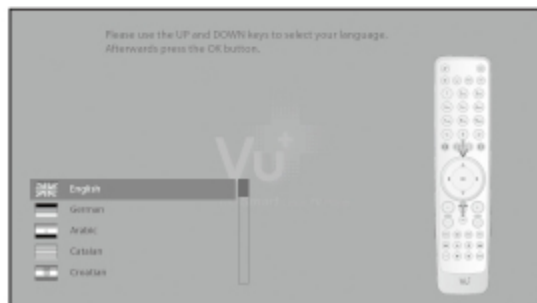 Please use the UP and DOWN keys to select your language.
Afterwards press the OK button.
Vu+
English
German
Arabic
Catalan
Croatian